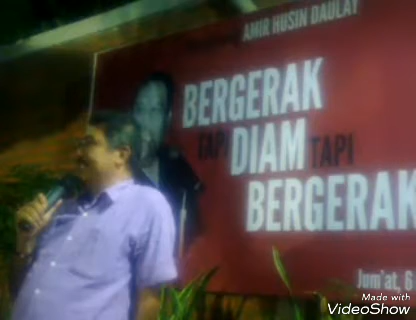 AMIR HUSIN DAULAY
BERGERAK
TAPI DIAM TAPI
BERGERAK
Jum'at, 6
Made with
VideoShow